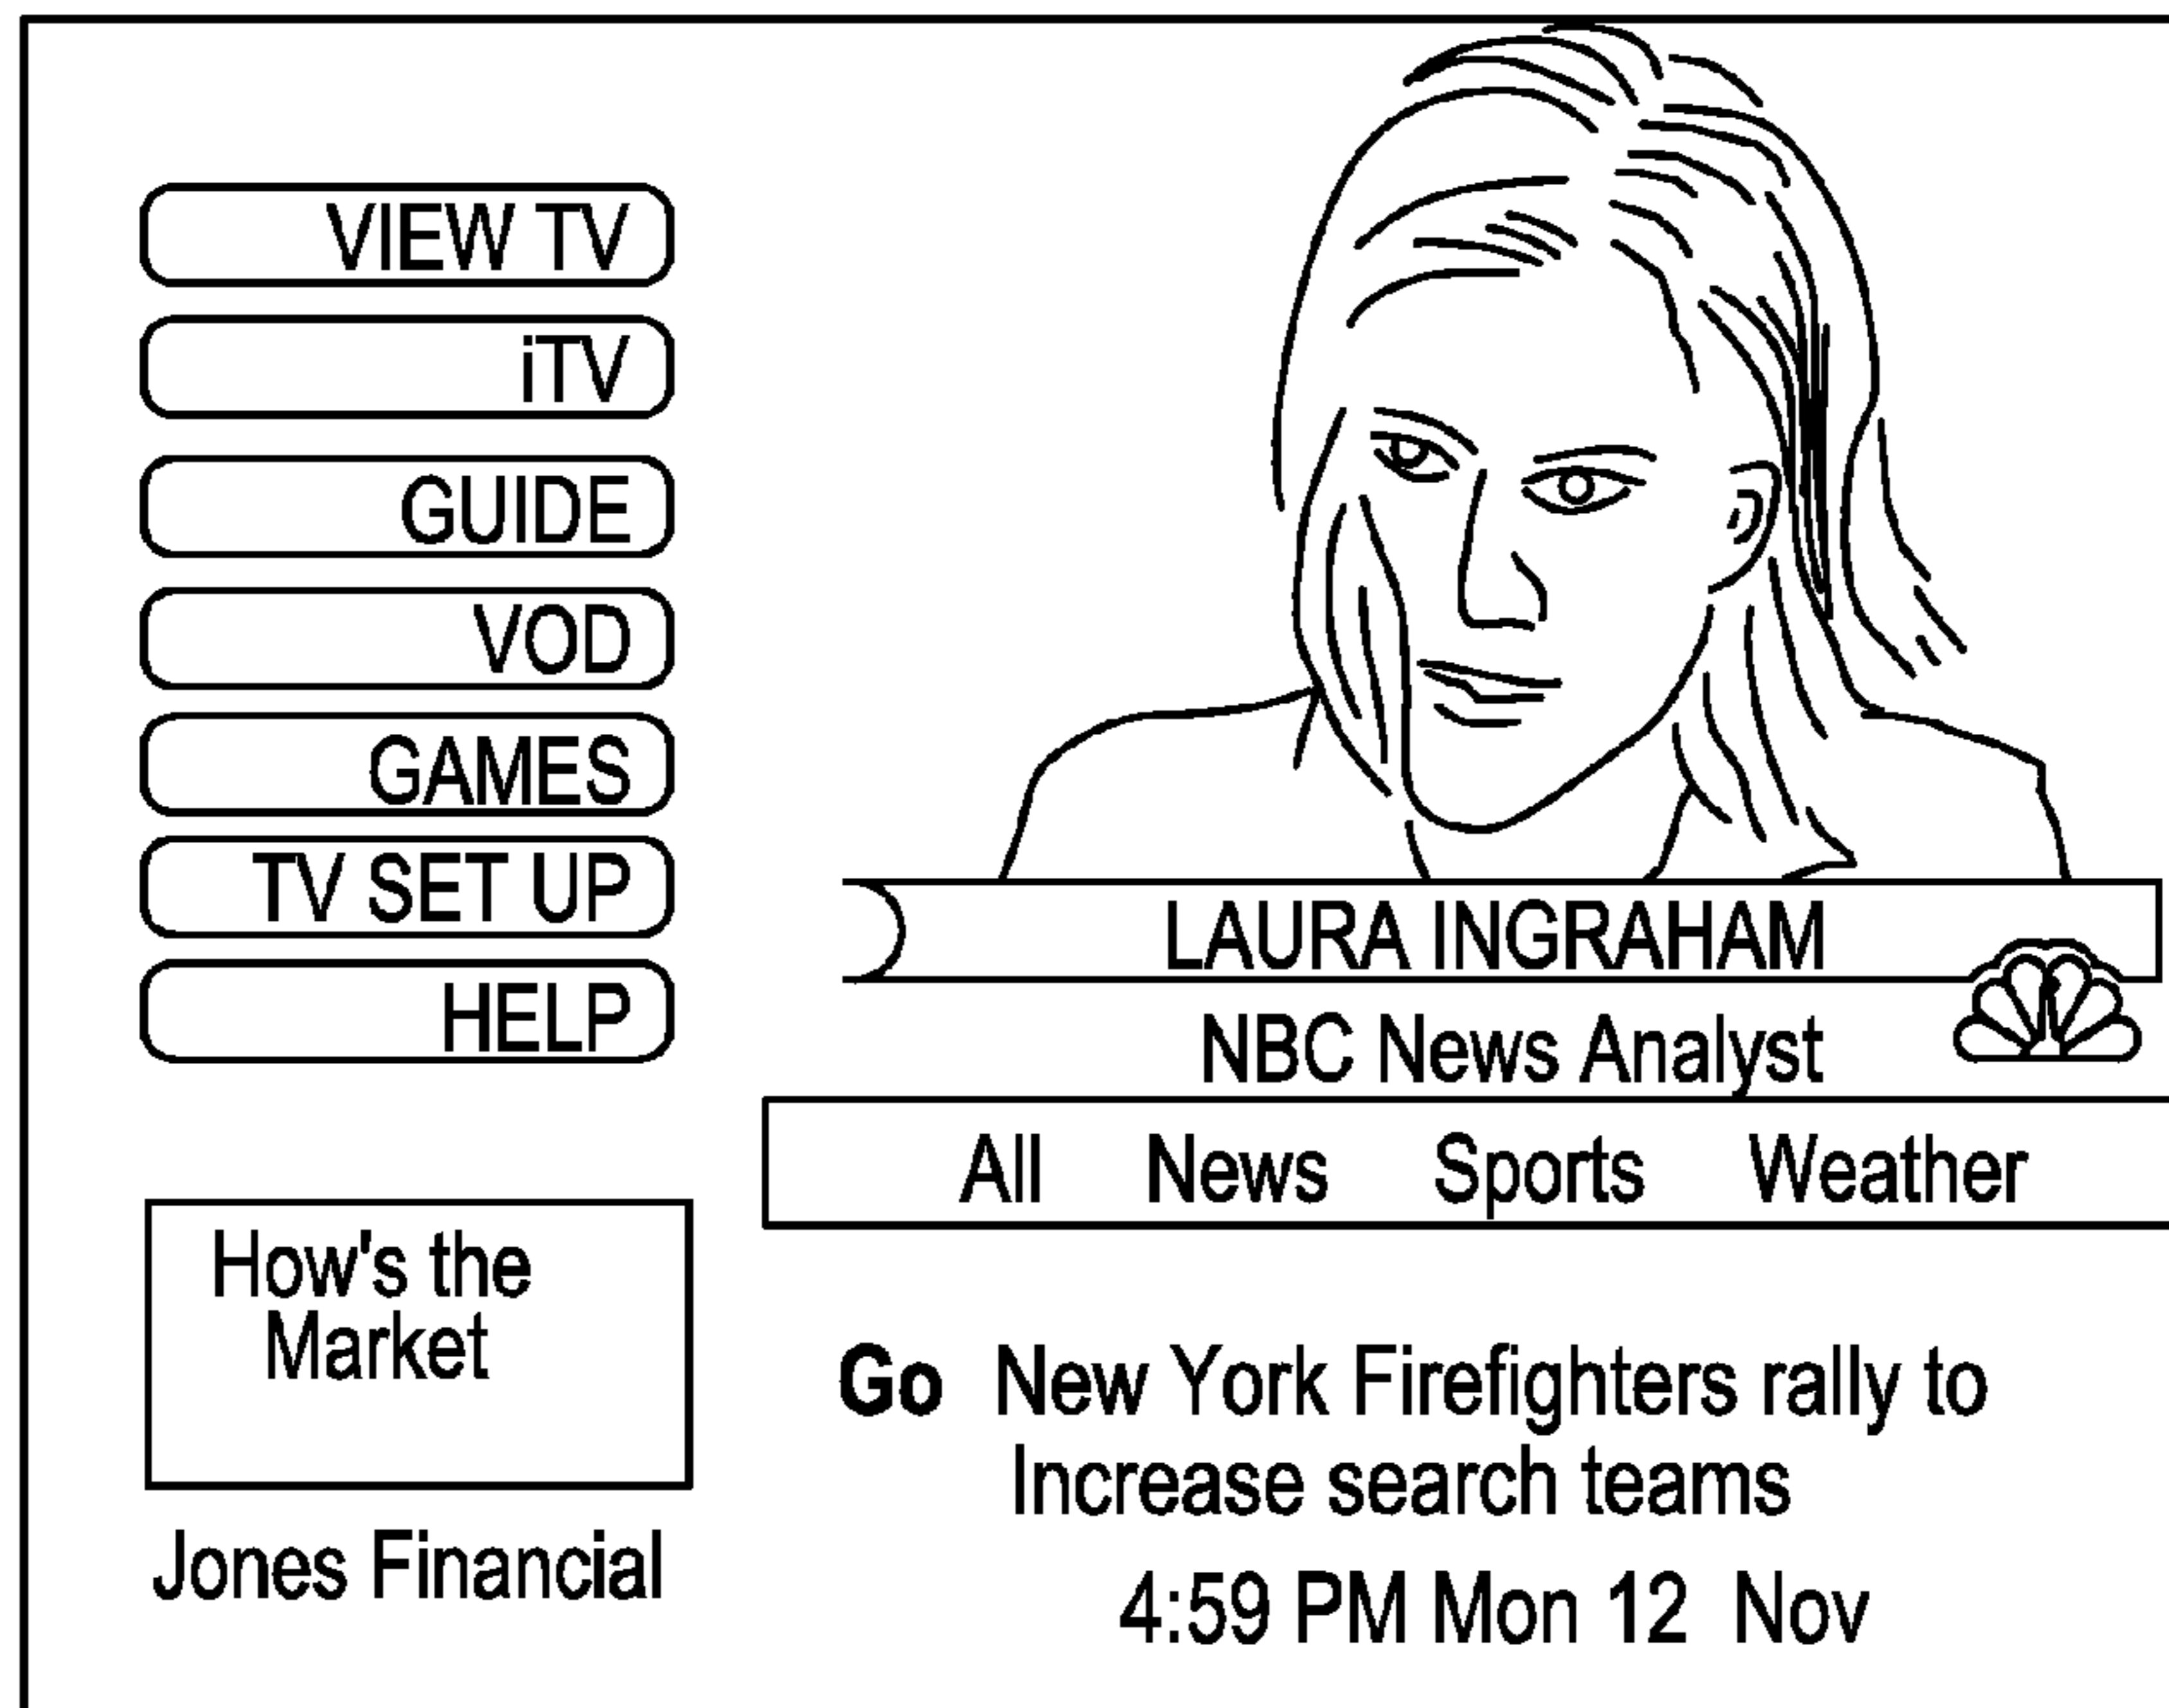 VIEW TV
iTV
GUIDE
VOD
GAMES
TV SET UP
HELP
How's the
Market
Jones Financial
LAURA INGRAHAM
NBC News Analyst
All News Sports Weather
Go New York Firefighters rally to
Increase search teams
4:59 PM Mon 12 Nov